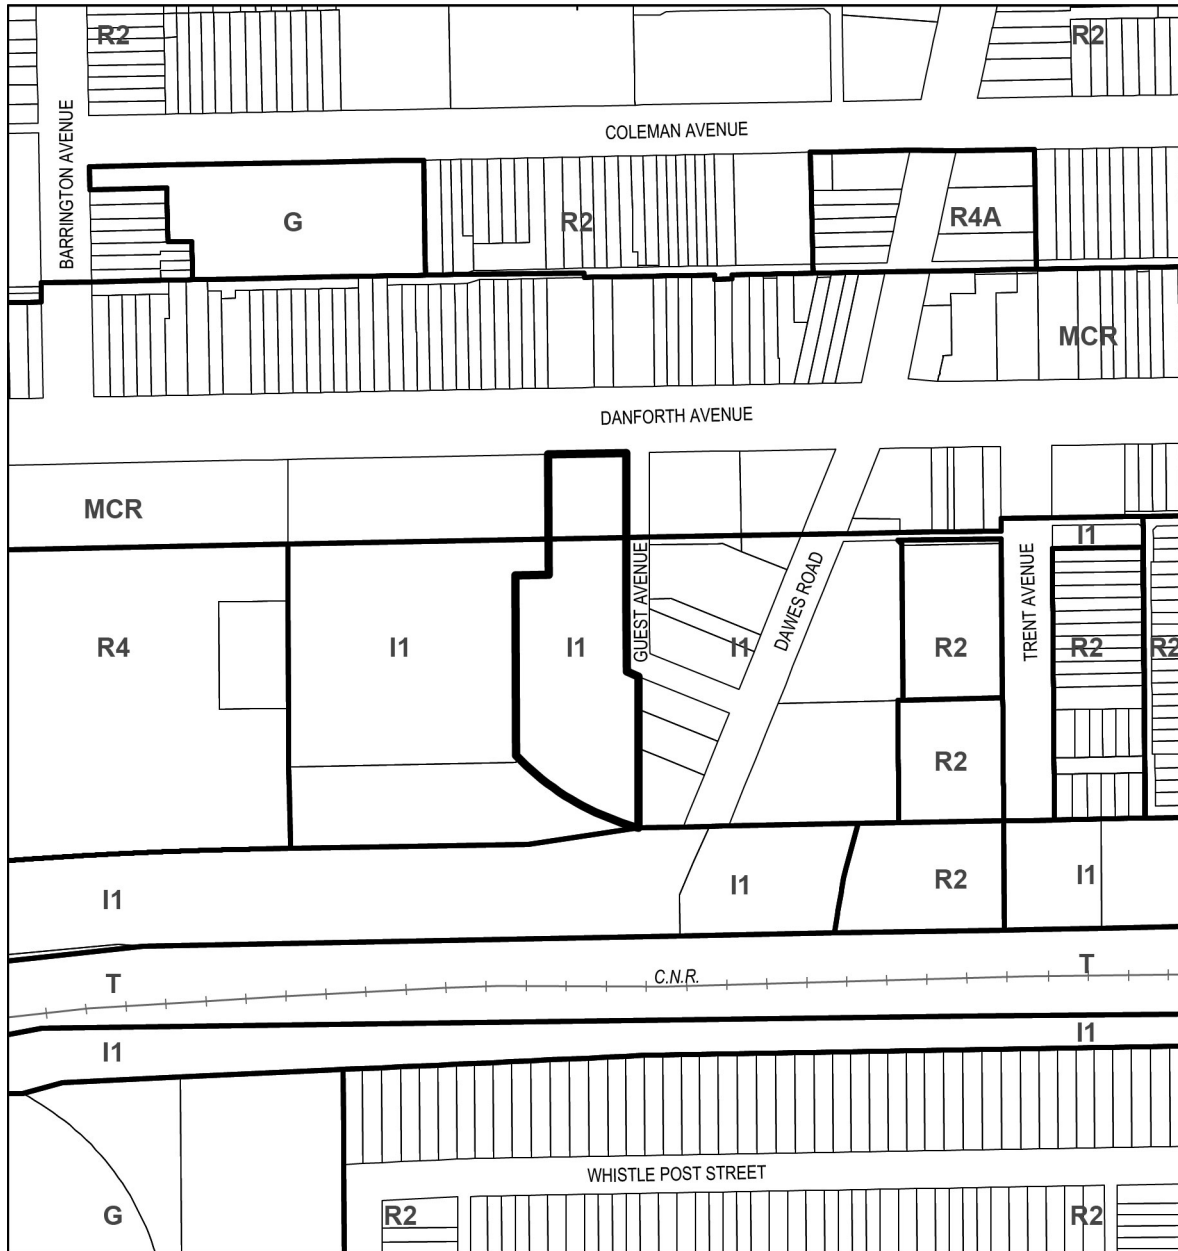 R2
R2
BARRINGTON AVENUE
COLEMAN AVENUE
G
R2
R4A
MCR
DANFORTH AVENUE
MCR
I1
GUEST AVENUE
DAWES ROAD
TRENT AVENUE
R4
I1
I1
I1
R2
R2
R2
R2
I1
I1
R2
I1
T
C.N.R.
T
I1
I1
WHISTLE POST STREET
G
R2
R2